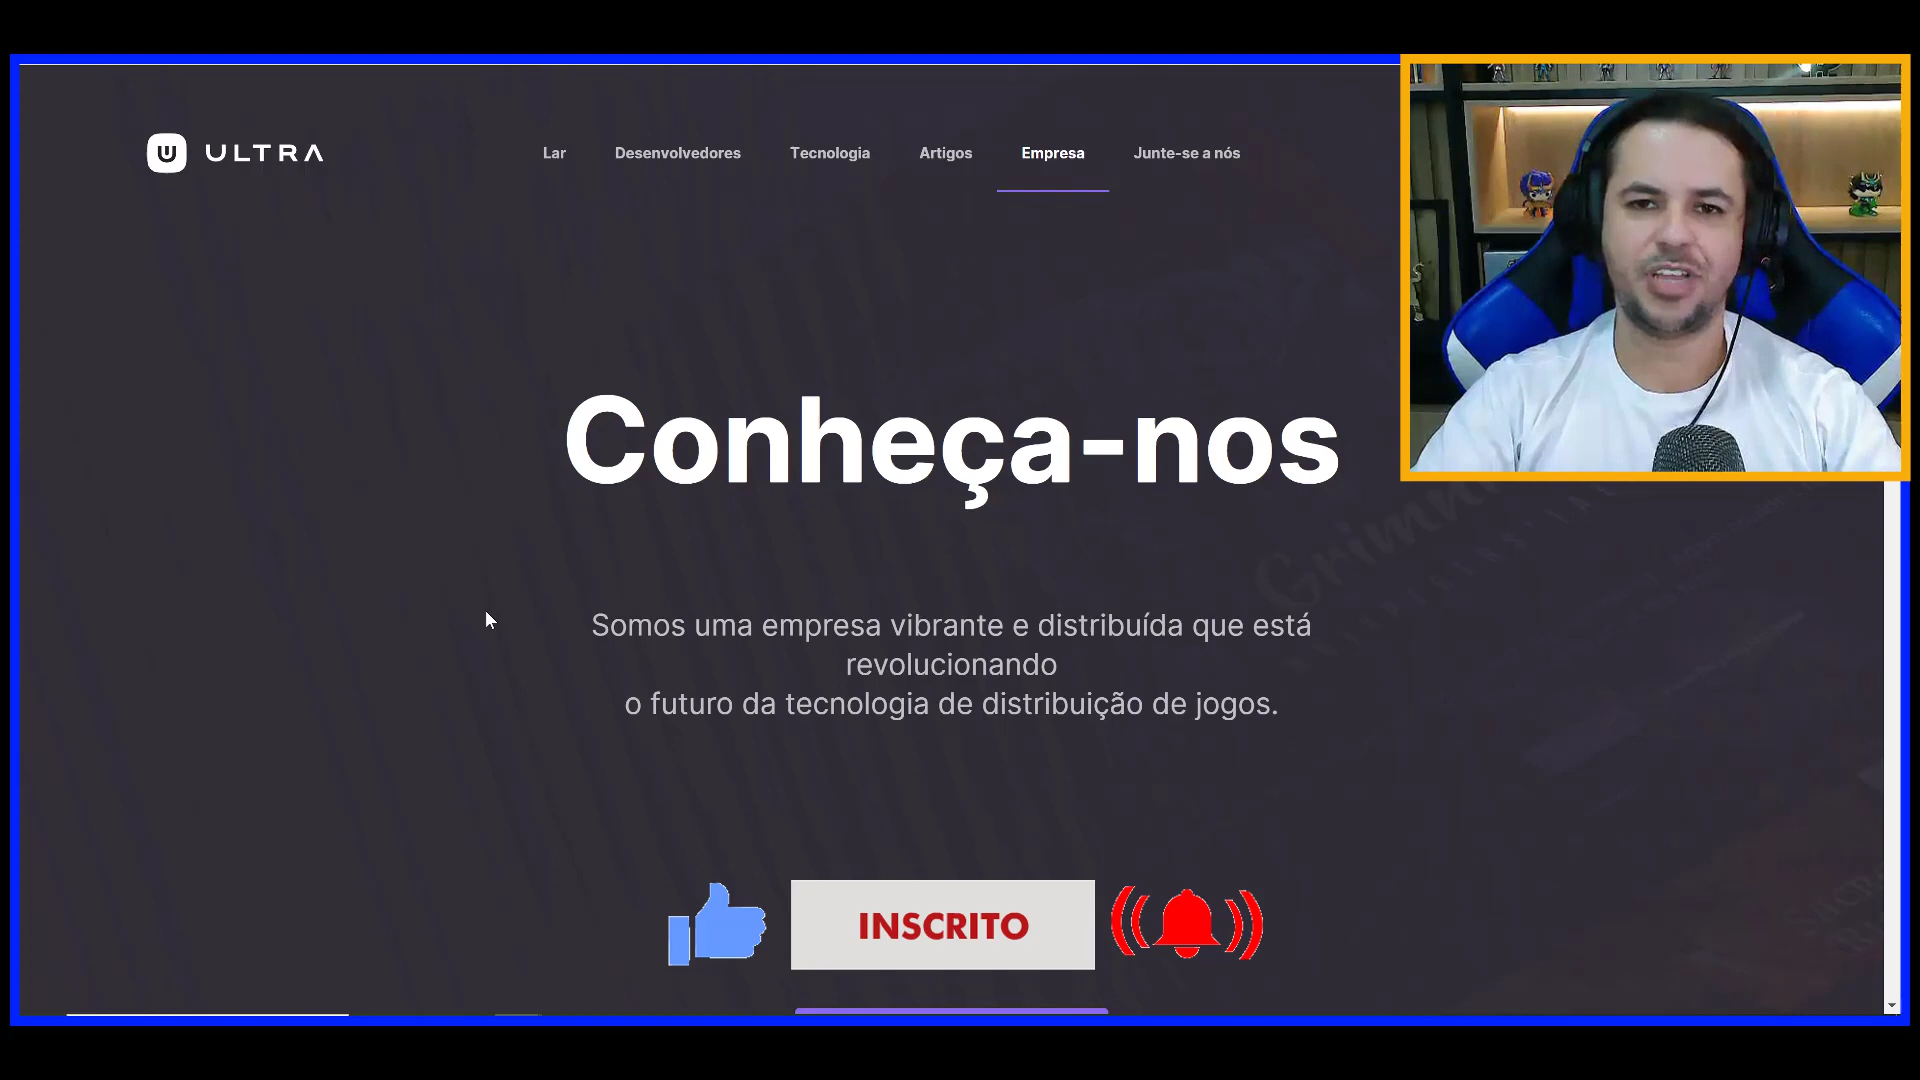 ULTRA
Lar
Desenvolvedores
Tecnologia
Artigos
Empresa
Junte-se a nós
Conheça-nos
Somos uma empresa vibrante e distribuída que está
revolucionando
o futuro da tecnologia de distribuição de jogos.
INSCRITO